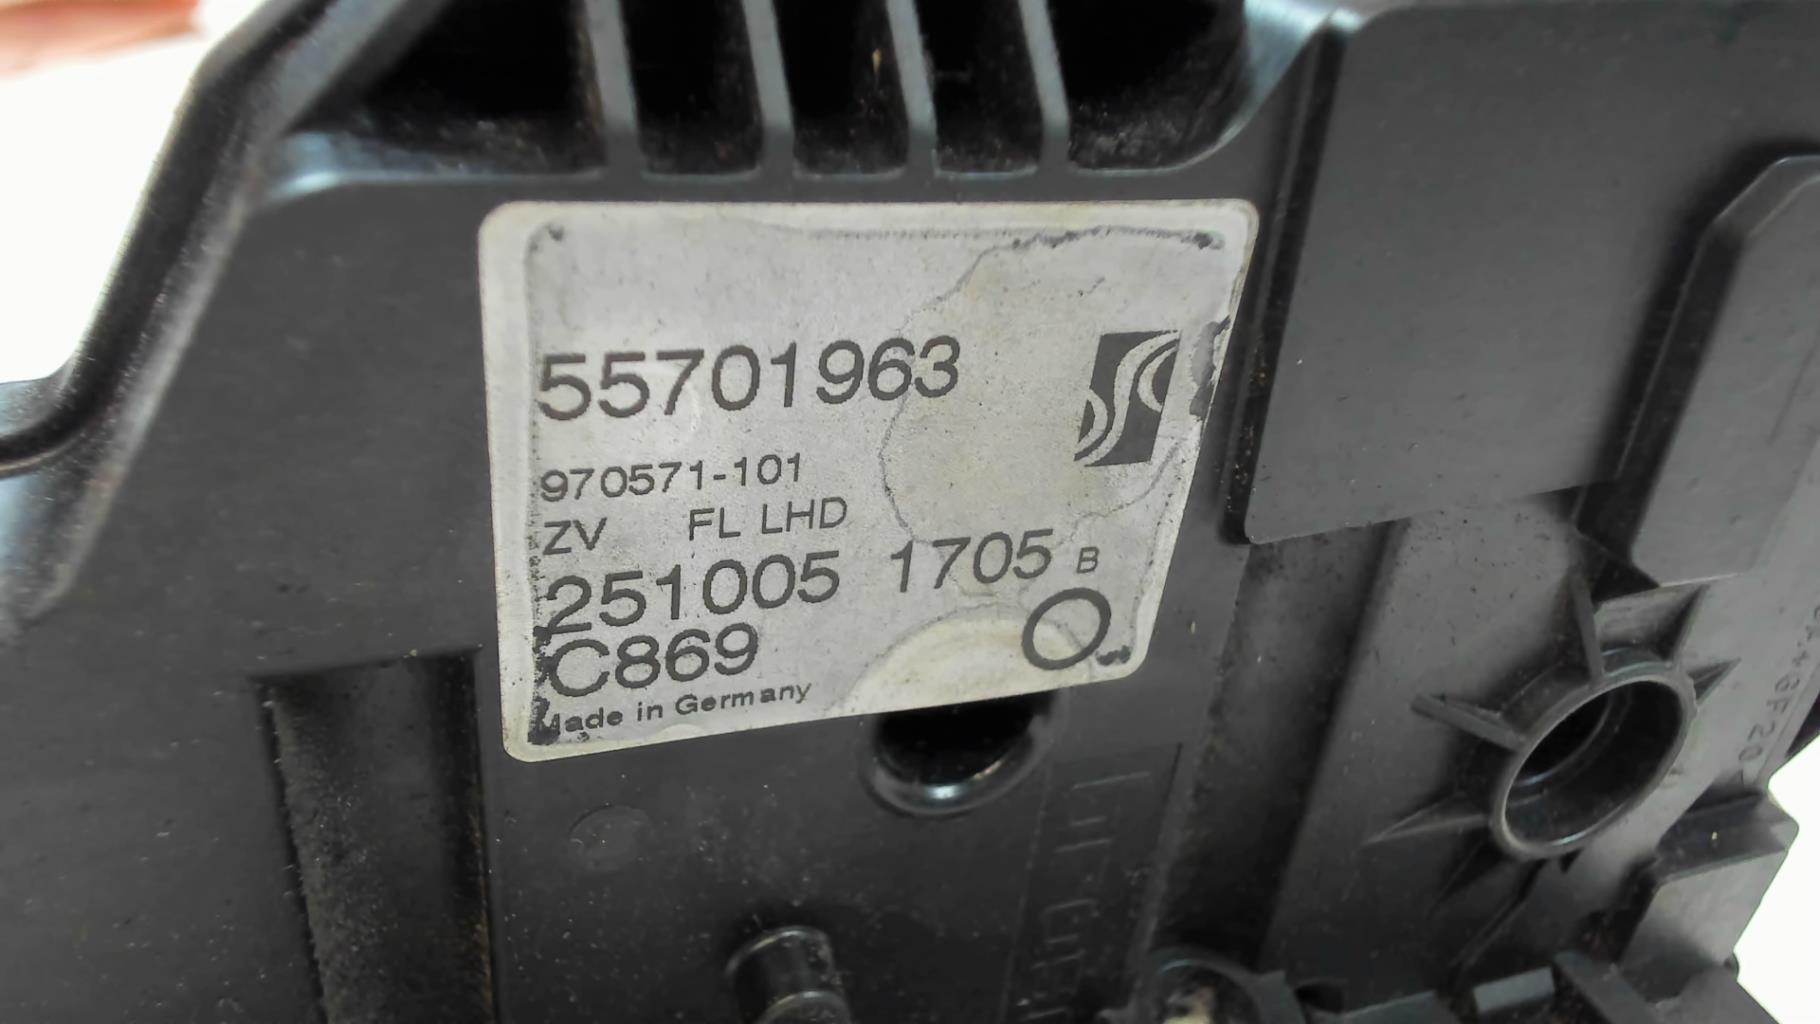 55701963
970571-101
ZV FL LHD
251005 1705 B
C869
Made in Germany